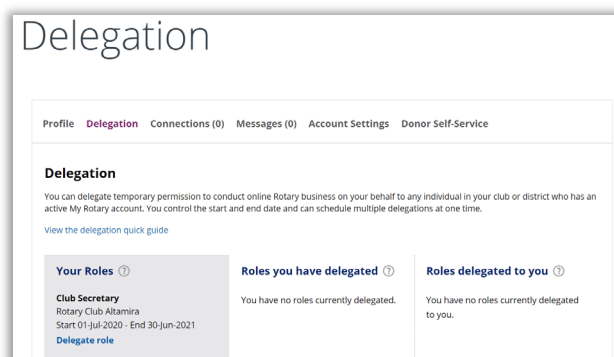 Delegation
Profile Delegation Connections (0) Messages (0) Account Settings Donor Self-Service
Delegation
You can delegate temporary permission to conduct online Rotary business on your behalf to any individual in your club or district who has an
active My Rotary account. You control the start and end date and can schedule multiple delegations at one time.
View the delegation quick guide
Your Roles ?
Club Secretary
Rotary Club Altamira
Start 01-Jul-2020 - End 30-Jun-2021
Delegate role
Roles you have delegated ?
You have no roles currently delegated.
Roles delegated to you ?
You have no roles currently delegated
to you.